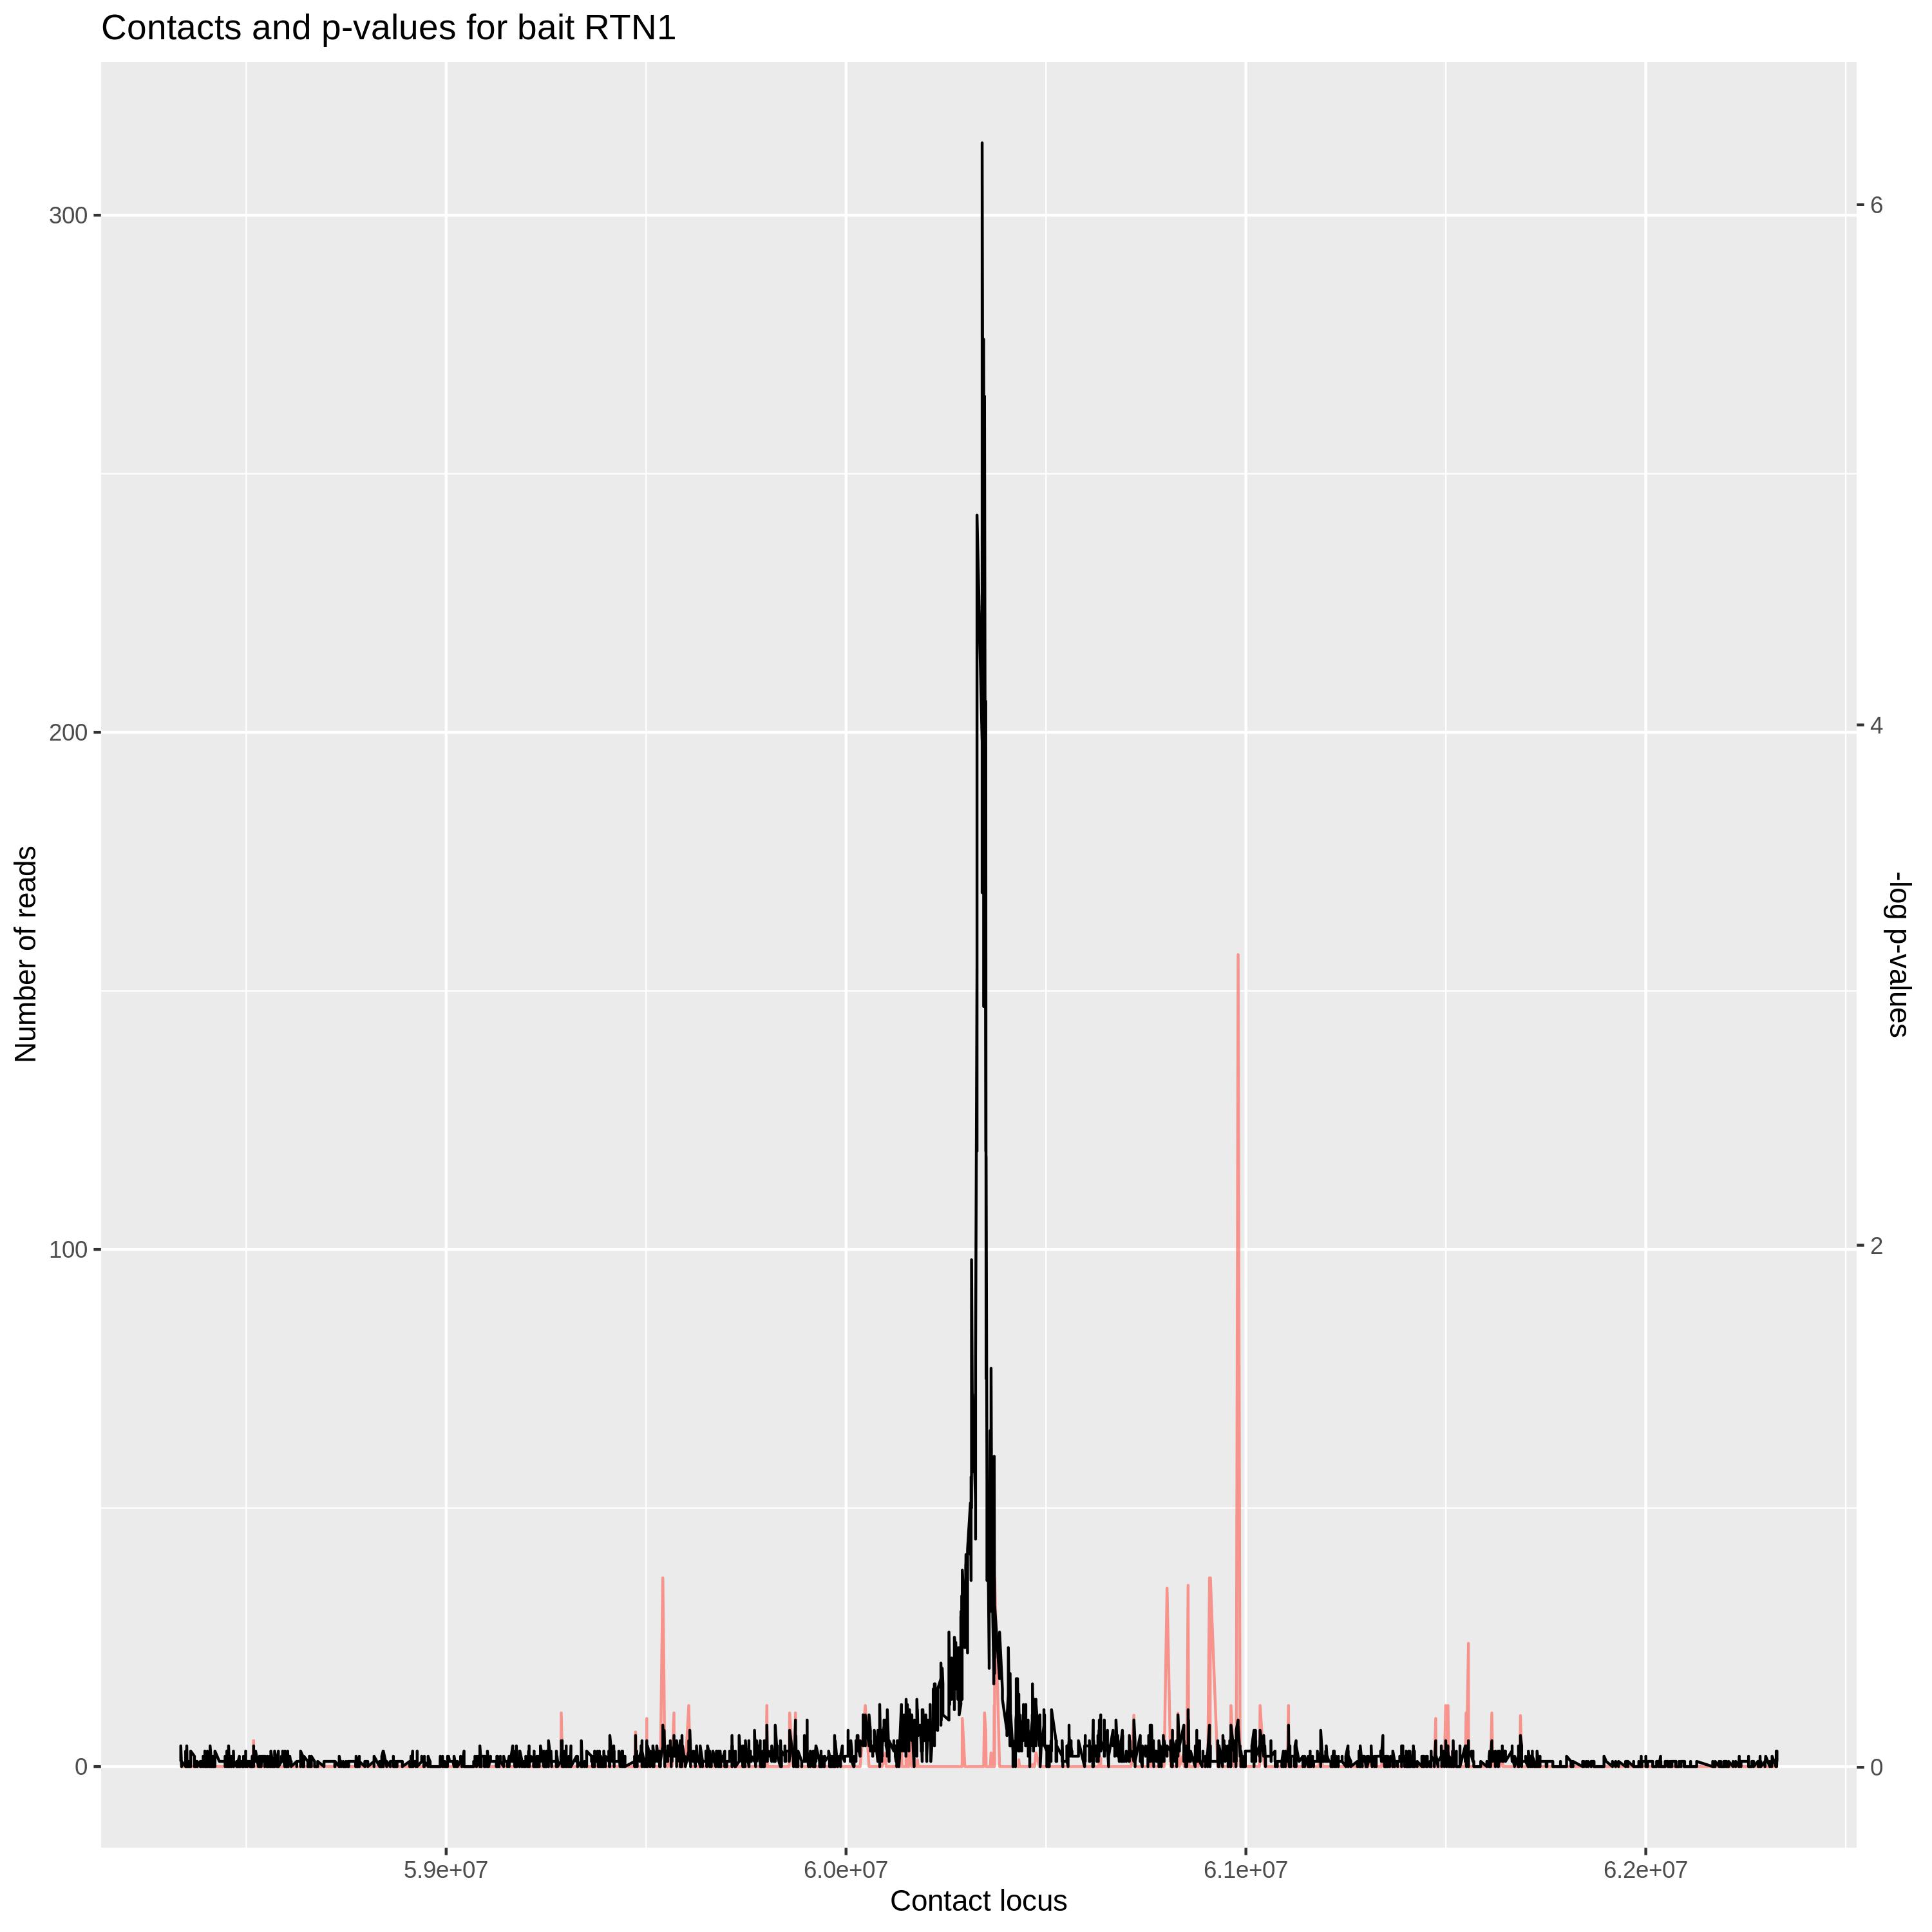 Contacts and p-values for bait RTN1
300
200
100
0
Number of reads
6
4
2
0
-log p-values
5.9e+07
6.0e+07
6.1e+07
6.2e+07
Contact locus